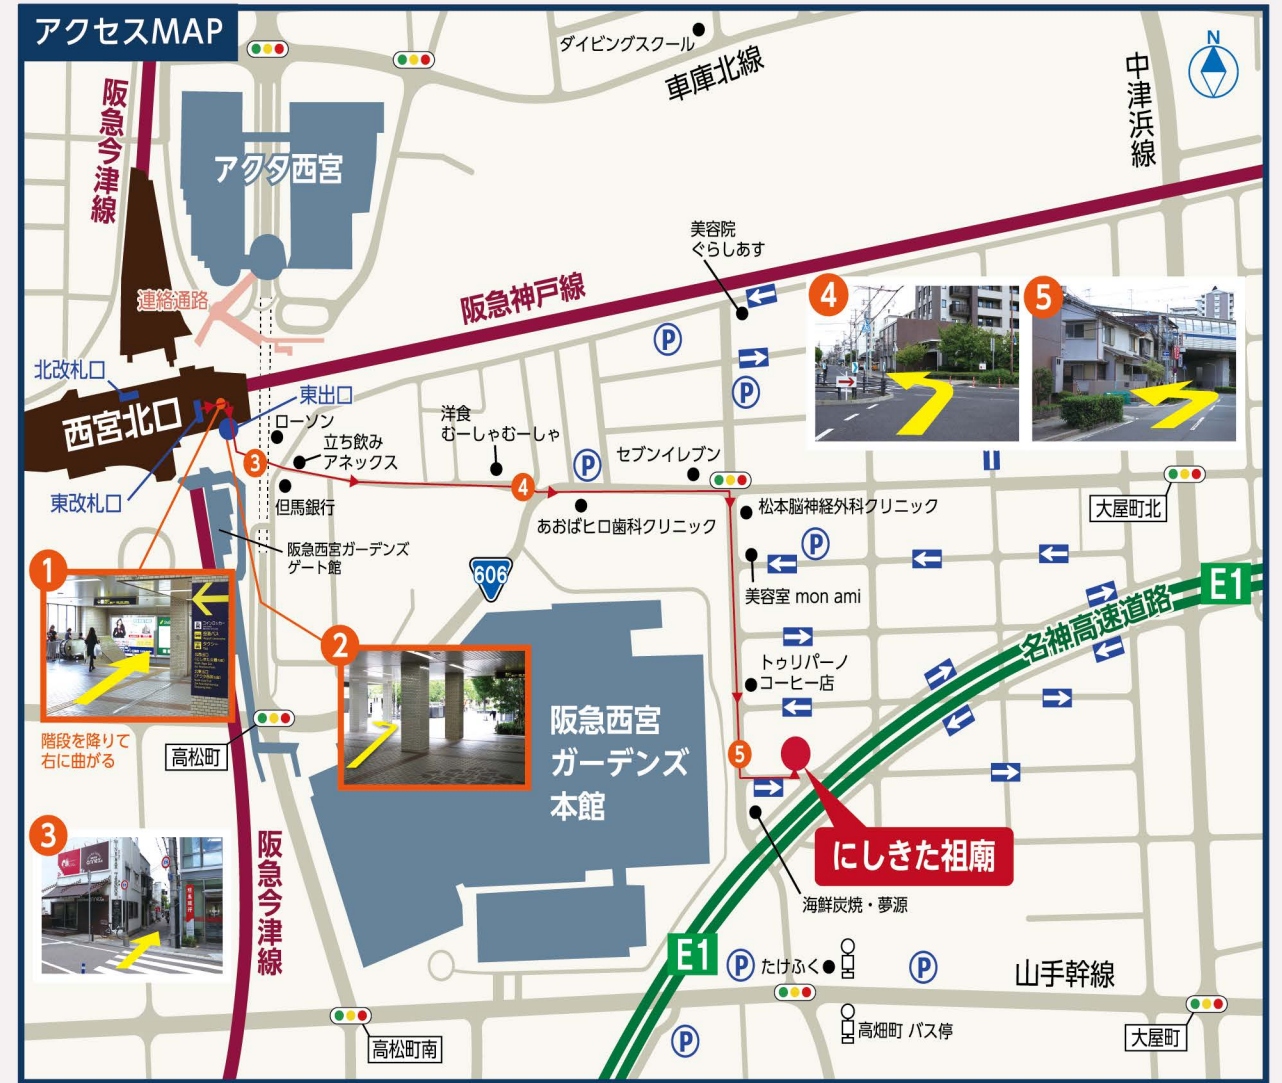 アクセスMAP
ダイビングスクール
車庫北線
N
中津浜線
阪急今津線
アクタ西宮
美容院
ぐらしあす
連絡通路
阪急神戸線
4
5
北改札口
西宮北口
東出口
東改札口
ローソン
立ち飲み
アネックス
3
但馬銀行
洋食
むーしゃむーしゃ
4
P
P
P
セブンイレブン
あおばヒロ歯科クリニック
松本脳神経外科クリニック
大屋町北
阪急西宮ガーデンズ
ゲート館
606
P
美容室 mon ami
E1
名神高速道路
1
階段を降りて
右に曲がる
2
高松町
トゥリパーノ
コーヒー店
阪急西宮
ガーデンズ
本館
5
にしきた祖廟
3
阪急今津線
海鮮炭焼・夢源
E1
P
たけふく
P
山手幹線
高松町南
P
高畑町 バス停
大屋町